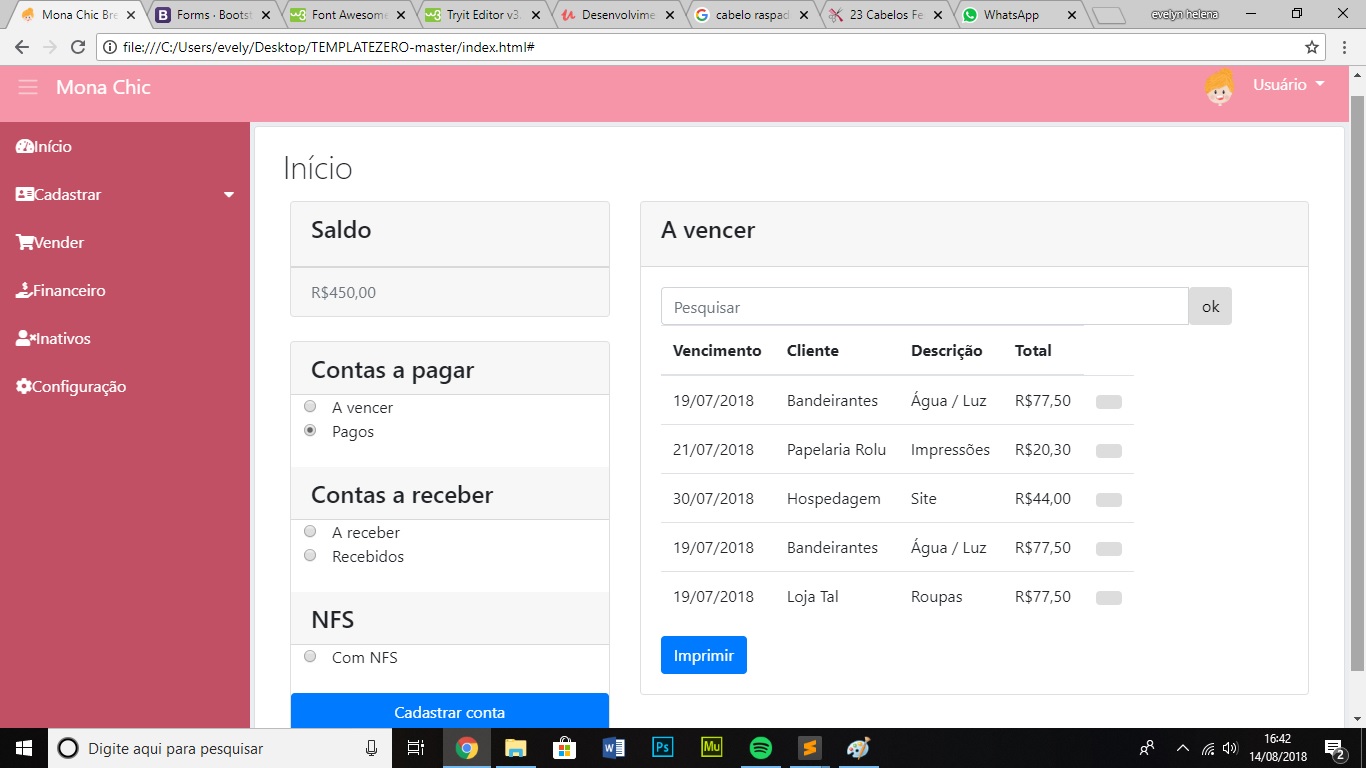 Mona Chic Bre
Forms · Bootst
Font Awesome
Tryit Editor v3.
Desenvolvime
cabelo raspad
23 Cabelos Fe
WhatsApp
evelyn helena
file:///C:/Users/evely/Desktop/TEMPLATEZERO-master/index.html#
Mona Chic
Usuário
Início
Cadastrar
Vender
Financeiro
Inativos
Configuração
Início
Saldo
R$450,00
Contas a pagar
A vencer
Pagos
Contas a receber
A receber
Recebidos
NFS
Com NFS
Cadastrar conta
A vencer
Pesquisar ok
Vencimento Cliente Descrição Total
19/07/2018 Bandeirantes Água / Luz R$77,50
21/07/2018 Papelaria Rolu Impressões R$20,30
30/07/2018 Hospedagem Site R$44,00
19/07/2018 Bandeirantes Água / Luz R$77,50
19/07/2018 Loja Tal Roupas R$77,50
Imprimir
Digite aqui para pesquisar
Ps
Mu
16:42
14/08/2018
2